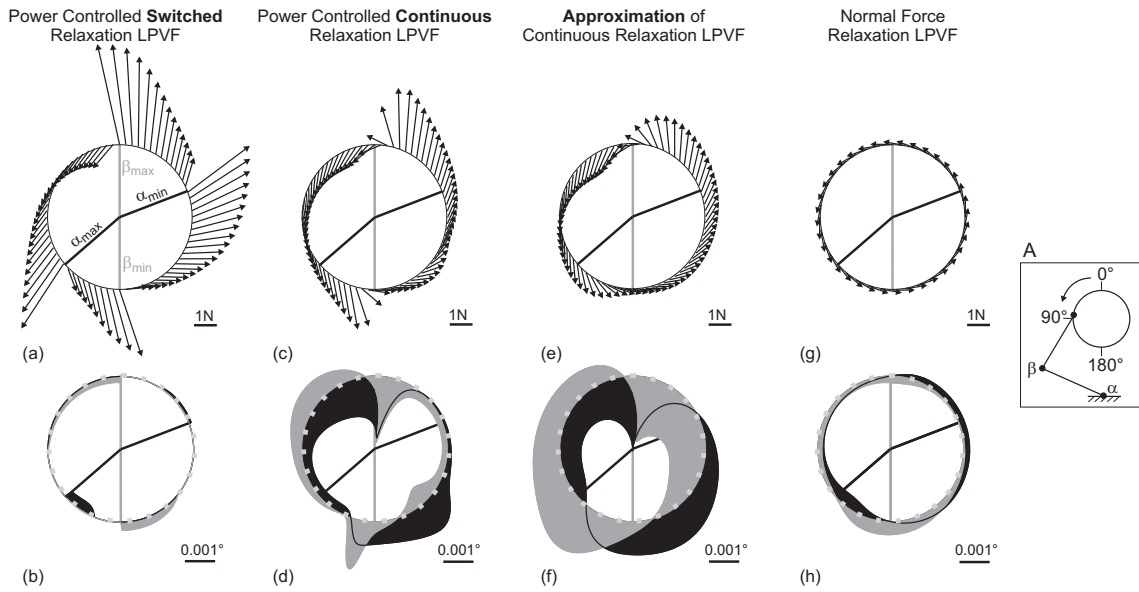 Power Controlled Switched
Relaxation LPVF
Power Controlled Continuous
Relaxation LPVF
Approximation of
Continuous Relaxation LPVF
Normal Force
Relaxation LPVF
βmax
αmin
αmax
βmin
1N
1N
1N
1N
(a)
(c)
(e)
(g)
A
0°
90°
180°
β
α
0.001°
0.001°
0.001°
0.001°
(b)
(d)
(f)
(h)